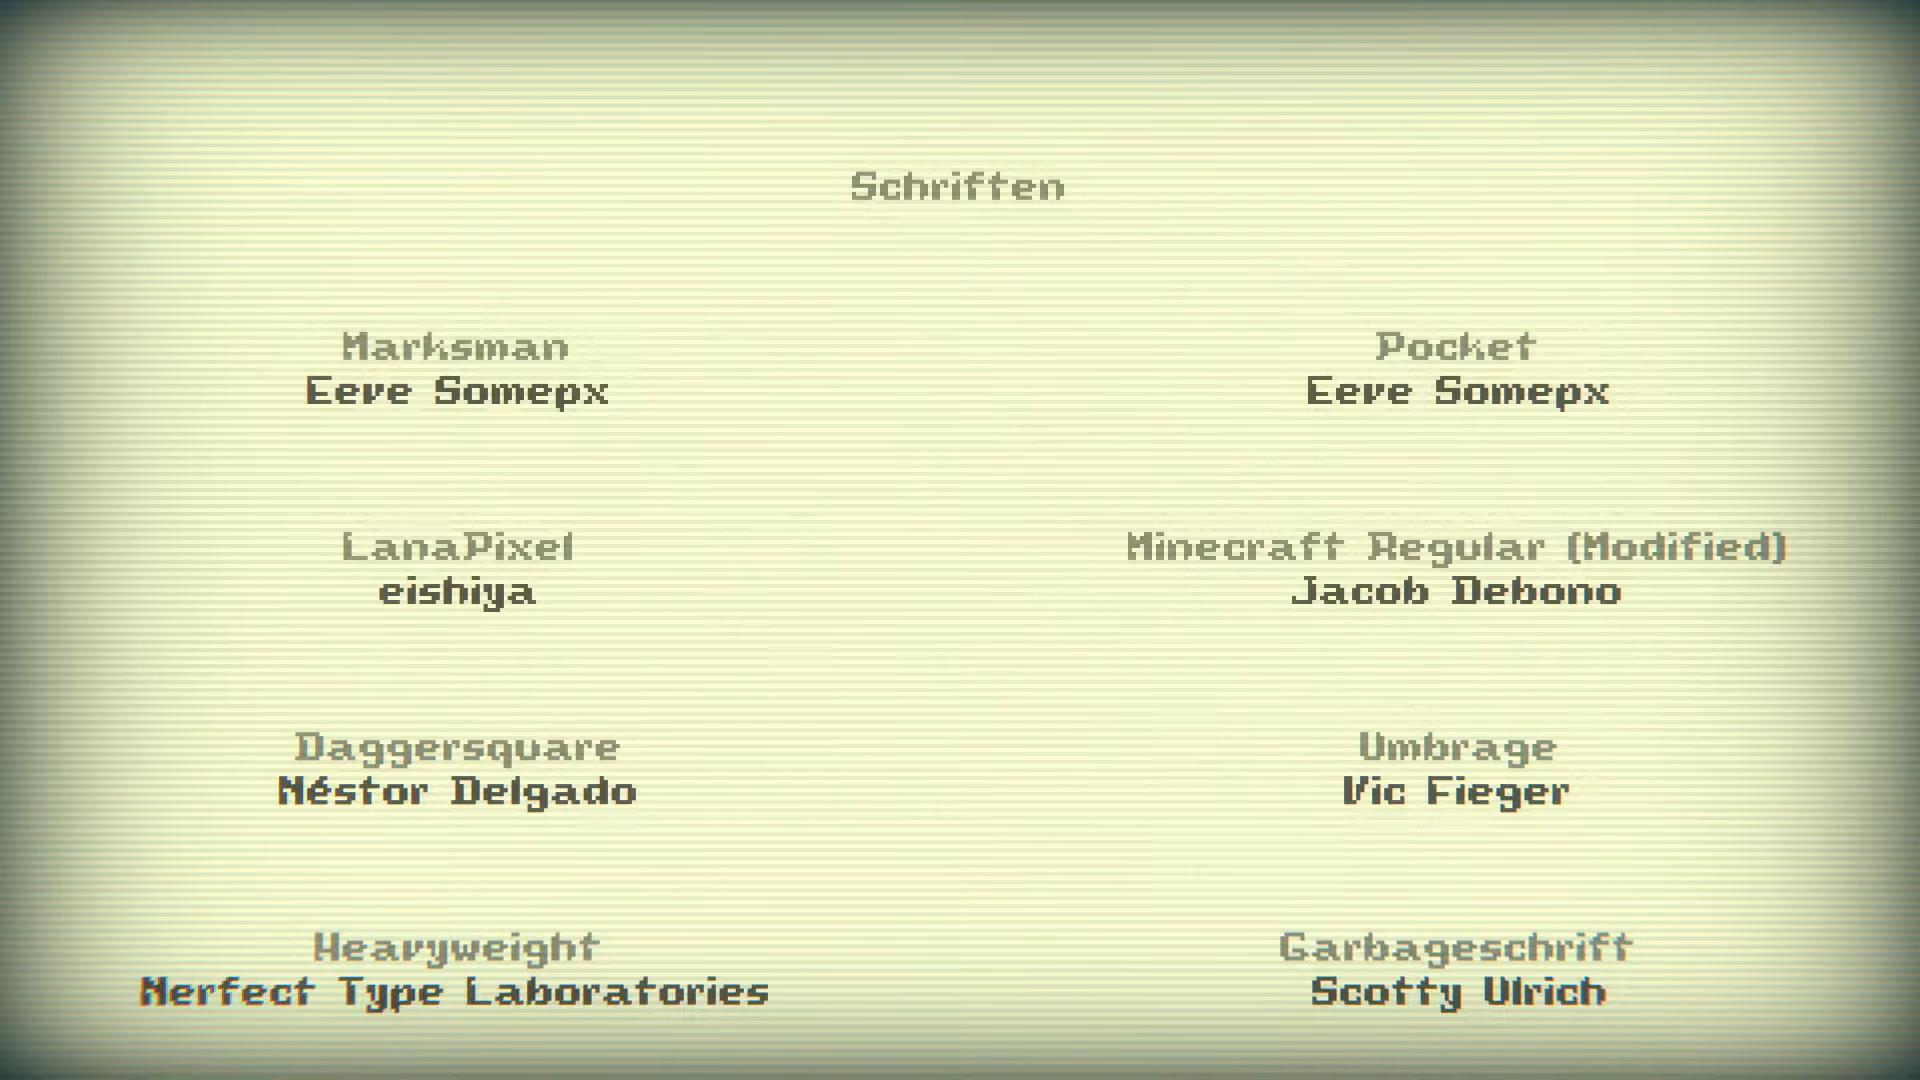 Schriften
Marksman
Eeve Somepx
Pocket
Eeve Somepx
LanaPixel
eishiya
Minecraft Regular (Modified)
Jacob Debono
Daggersquare
Néstor Delgado
Umbrage
Vic Fieger
Heavyweight
Nerfect Type Laboratories
Garbageschrift
Scotty Ulrich